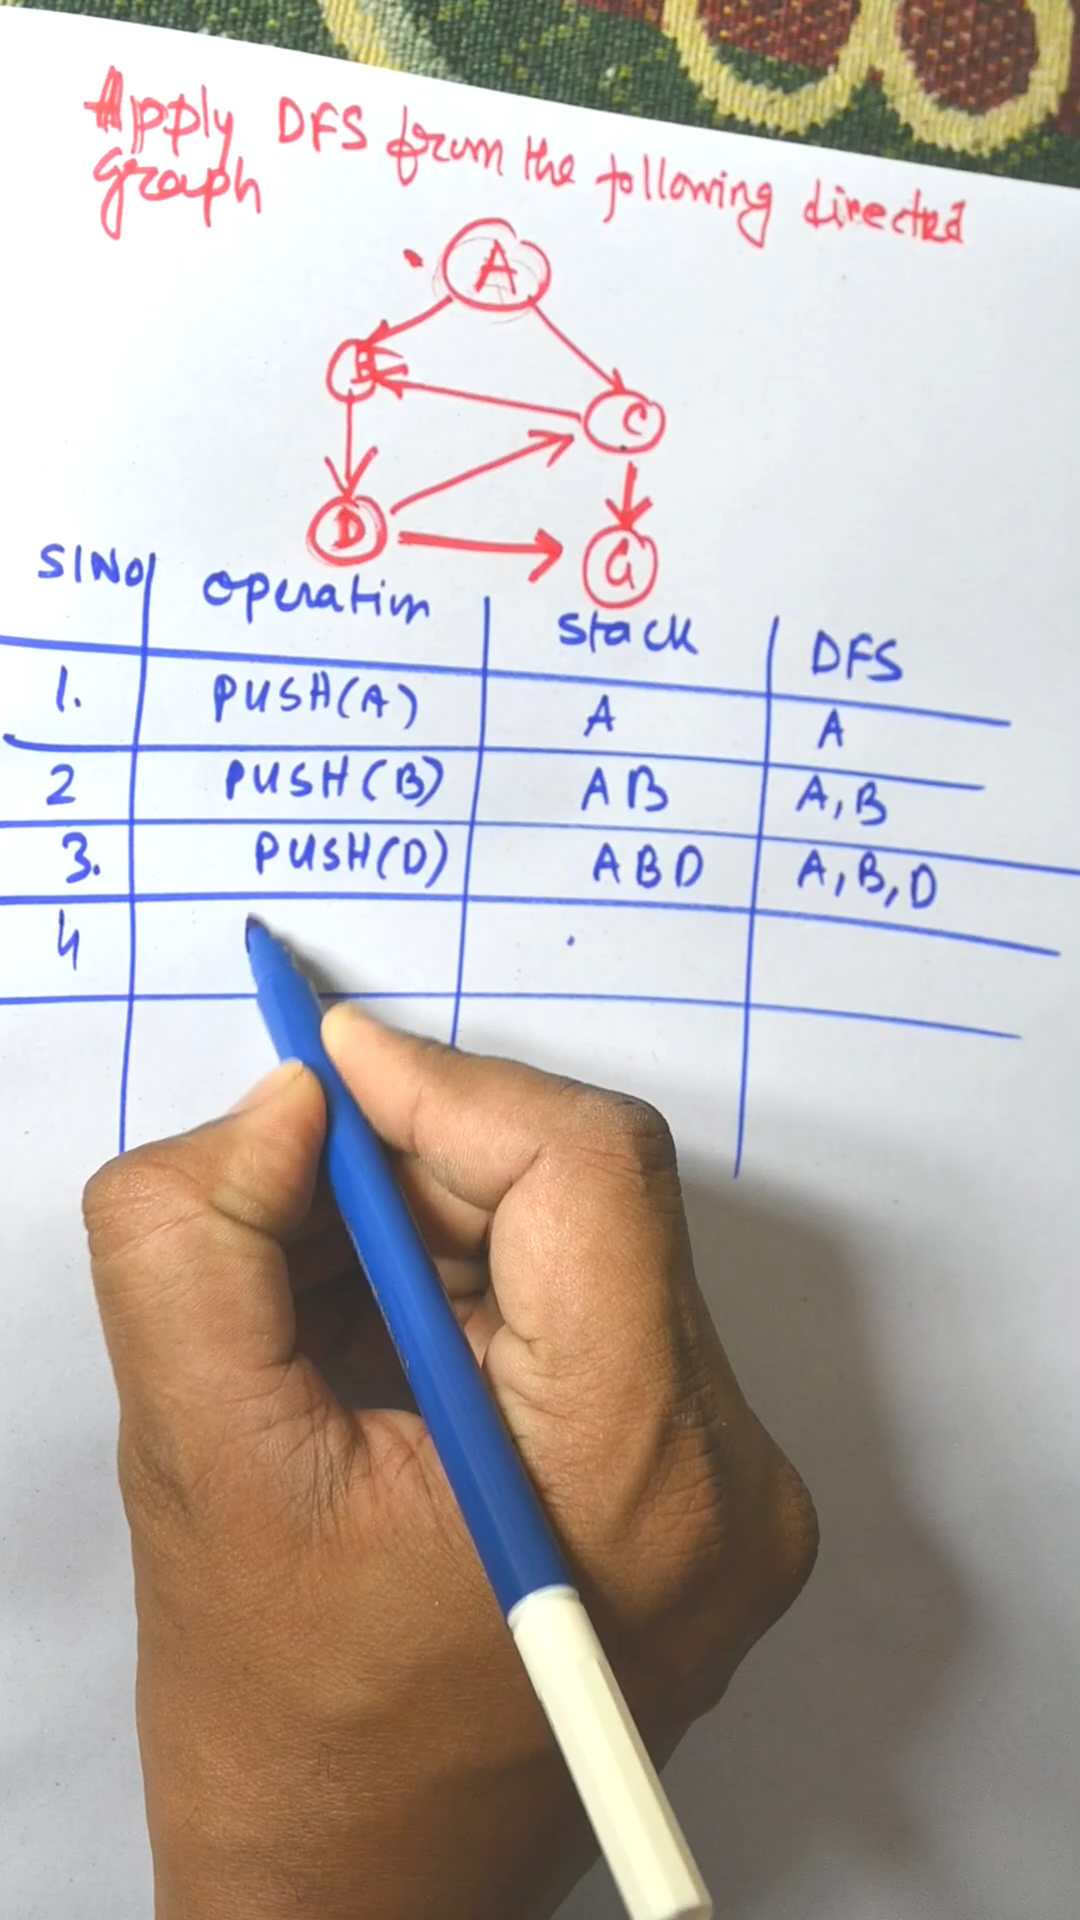 Apply DFS from the following directed
graph
A
B
C
D
G
SlNo operation Stack DFS
1. PUSH(A) A A
2 PUSH(B) AB A,B
3. PUSH(D) ABD A,B,D
4